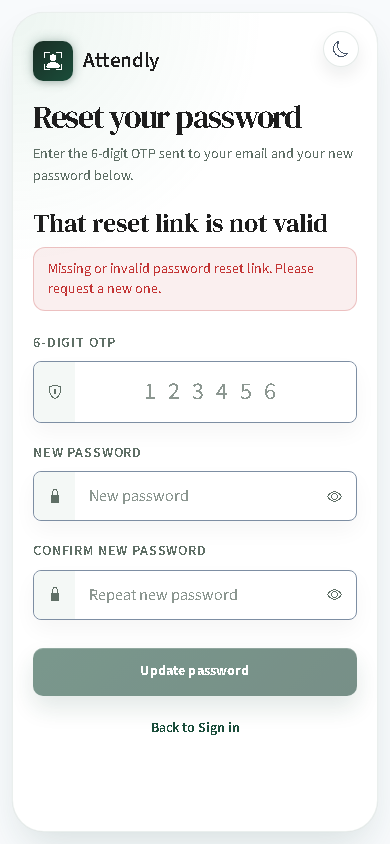 Attendly
Reset your password
Enter the 6-digit OTP sent to your email and your new
password below.
That reset link is not valid
Missing or invalid password reset link. Please
request a new one.
6-DIGIT OTP
1 2 3 4 5 6
NEW PASSWORD
New password
CONFIRM NEW PASSWORD
Repeat new password
Update password
Back to Sign in